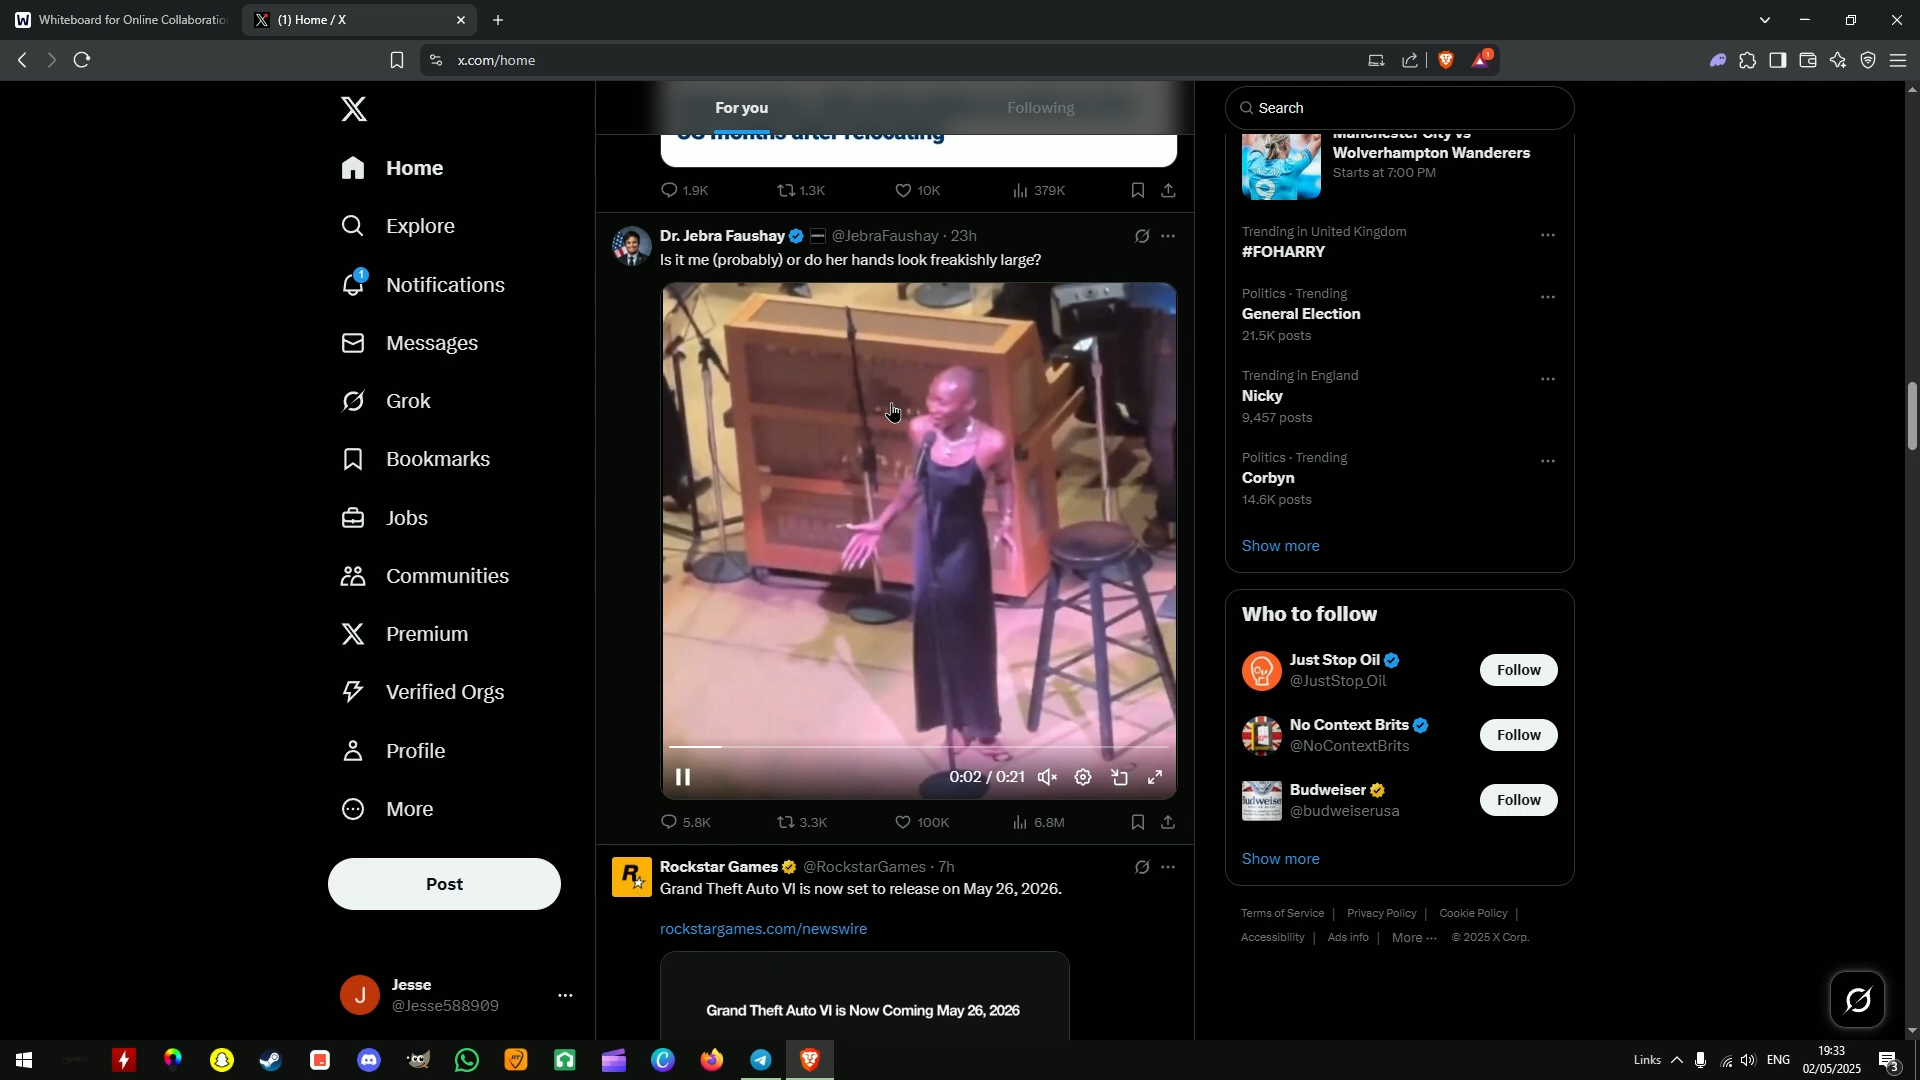 Whiteboard for Online Collaboratio
(1) Home / X
x.com/home
1
Home
Explore
1
Notifications
Messages
Grok
Bookmarks
Jobs
Communities
Premium
Verified Orgs
Profile
More
Post
Jesse
@Jesse588909
For you
Following
months after relocating
1.9K
1.3K
10K
379K
Dr. Jebra Faushay @JebraFaushay · 23h
Is it me (probably) or do her hands look freakishly large?
0:02 / 0:21
5.8K
3.3K
100K
6.8M
Rockstar Games @RockstarGames · 7h
Grand Theft Auto VI is now set to release on May 26, 2026.
rockstargames.com/newswire
Grand Theft Auto VI is Now Coming May 26, 2026
Search
Manchester City vs
Wolverhampton Wanderers
Starts at 7:00 PM
Trending in United Kingdom
#FOHARRY
Politics · Trending
General Election
21.5K posts
Trending in England
Nicky
9,457 posts
Politics · Trending
Corbyn
14.6K posts
Show more
Who to follow
Just Stop Oil
@JustStop_Oil
Follow
No Context Brits
@NoContextBrits
Follow
Budweiser
@budweiserusa
Follow
Show more
Terms of Service | Privacy Policy | Cookie Policy |
Accessibility | Ads info | More ··· © 2025 X Corp.
Links
ENG
19:33
02/05/2025
3